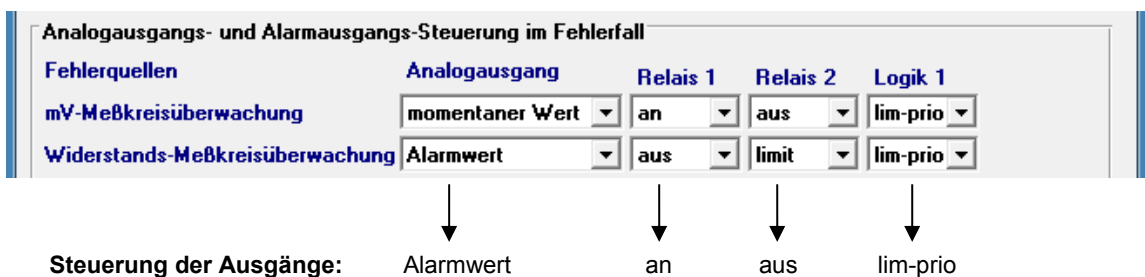 Analogausgangs- und Alarmausgangs-Steuerung im Fehlerfall
Fehlerquellen Analogausgang Relais 1 Relais 2 Logik 1
mV-Meßkreisüberwachung momentaner Wert an aus lim-prio
Widerstands-Meßkreisüberwachung Alarmwert aus limit lim-prio
Steuerung der Ausgänge: Alarmwert an aus lim-prio